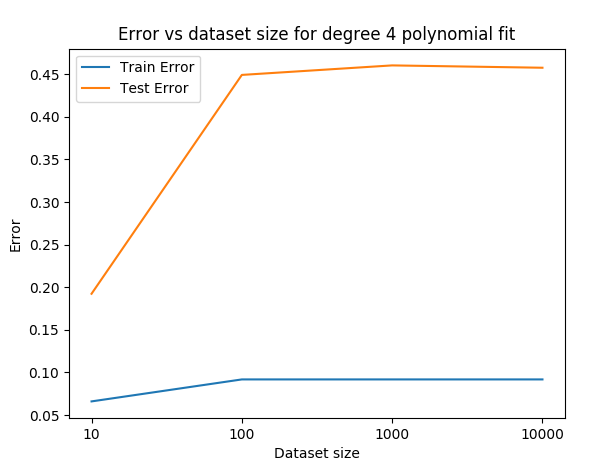 Error vs dataset size for degree 4 polynomial fit
Train Error
Test Error
0.45
0.40
0.35
0.30
0.25
0.20
0.15
0.10
0.05
Error
10 100 1000 10000
Dataset size